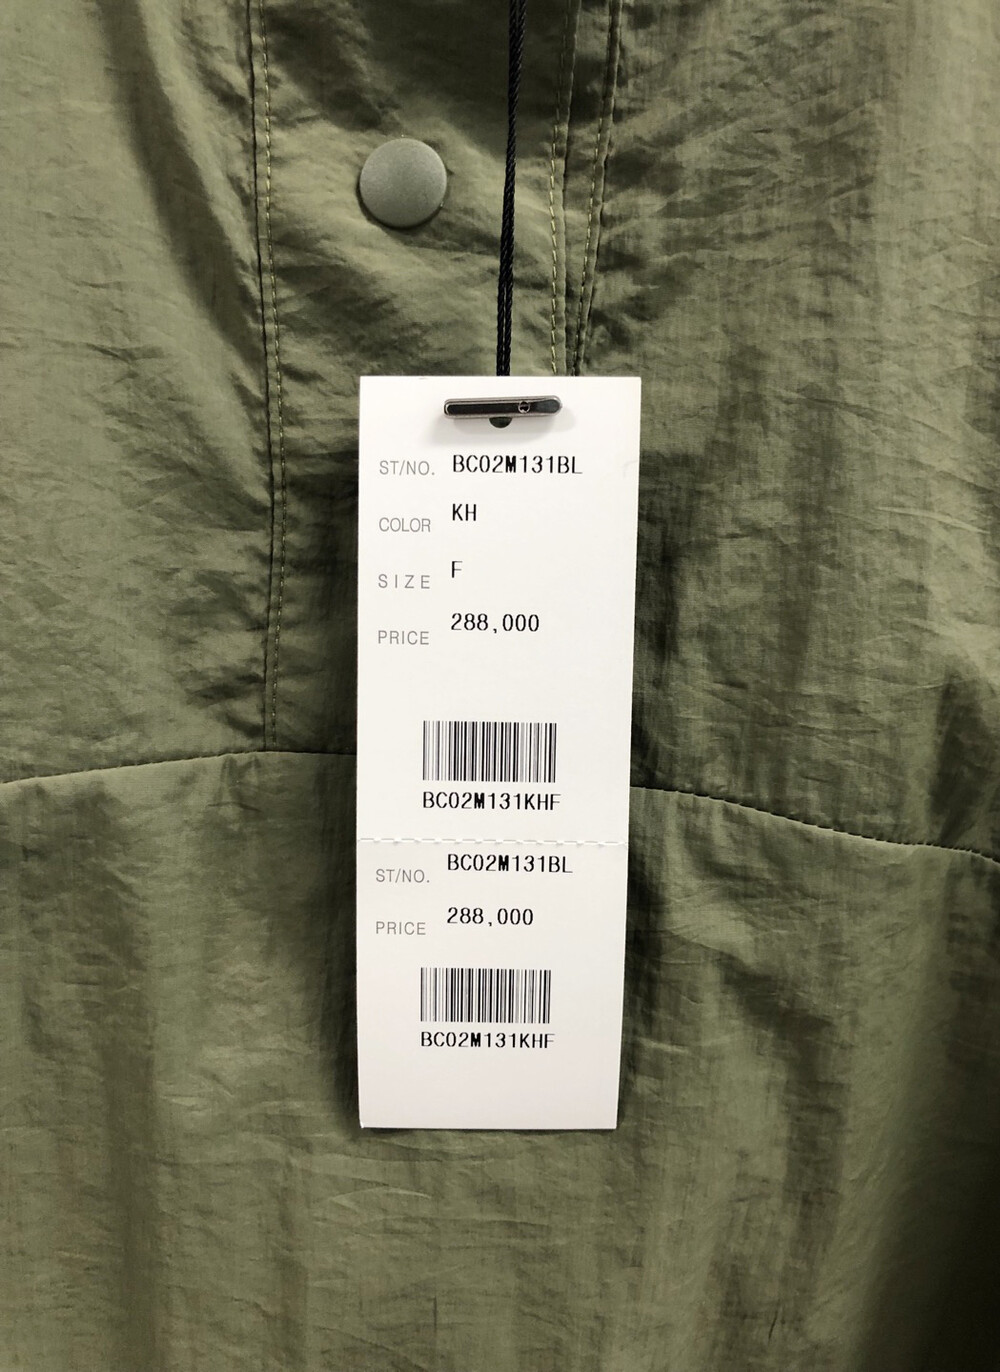 ST/NO. BC02M131BL
COLOR KH
SIZE F
PRICE 288,000
BC02M131KHF
ST/NO. BC02M131BL
PRICE 288,000
BC02M131KHF